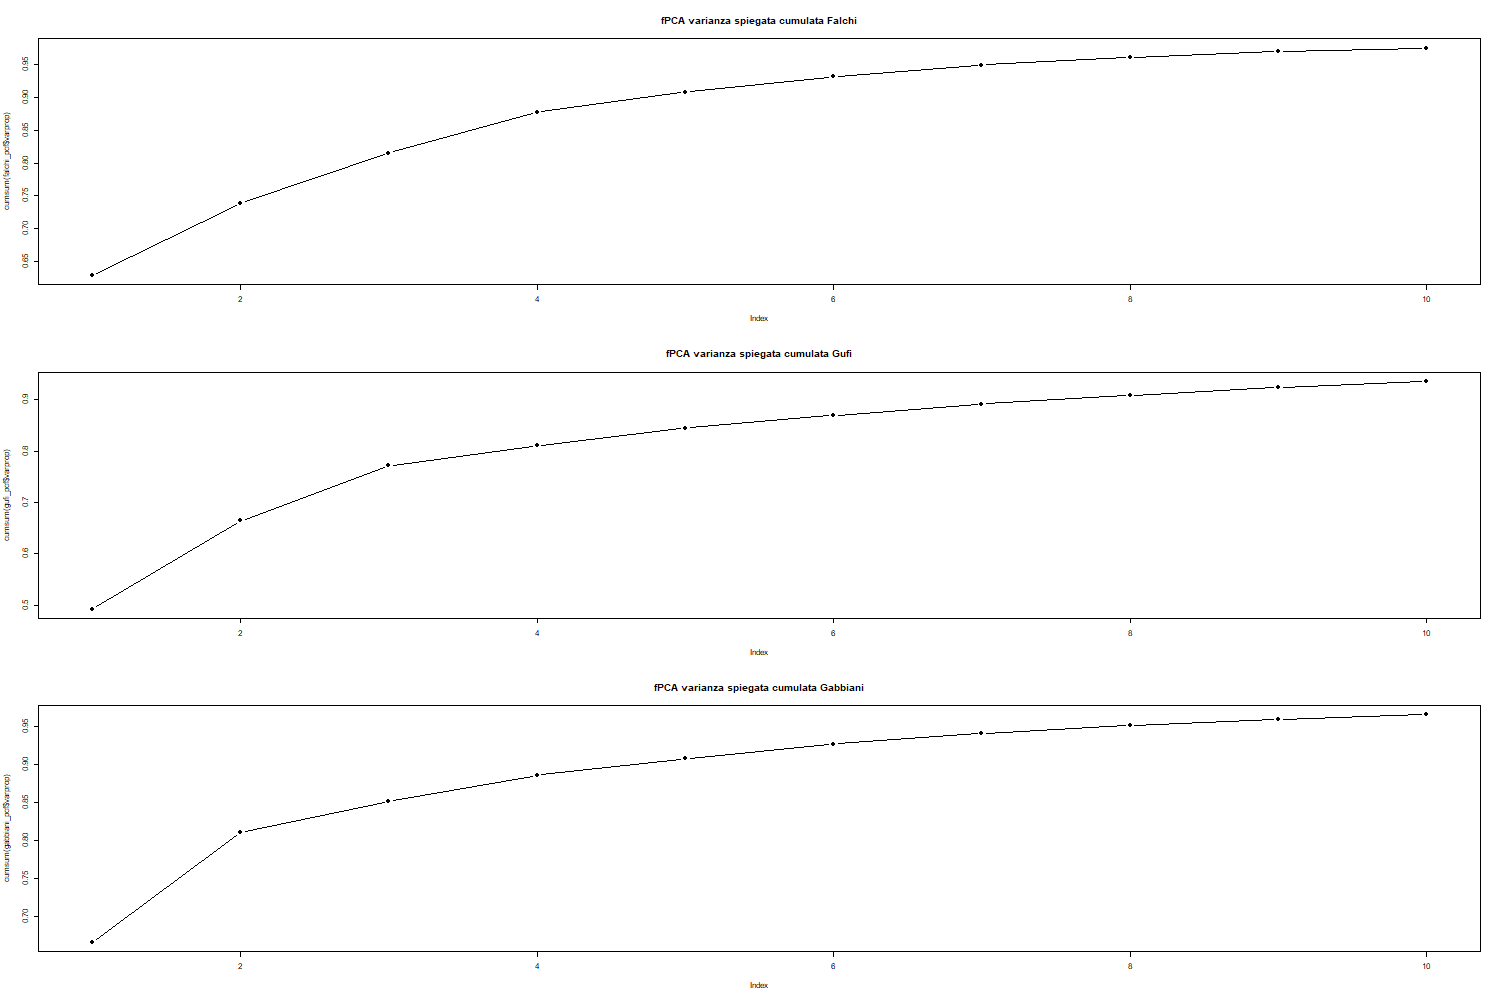 fPCA varianza spiegata cumulata Falchi
cumsum(falchi_pcf$varprop)
0.95
0.90
0.85
0.80
0.75
0.70
0.65
2 4 6 8 10
Index
fPCA varianza spiegata cumulata Gufi
cumsum(gufi_pcf$varprop)
0.9
0.8
0.7
0.6
0.5
2 4 6 8 10
Index
fPCA varianza spiegata cumulata Gabbiani
cumsum(gabbiani_pcf$varprop)
0.95
0.90
0.85
0.80
0.75
0.70
2 4 6 8 10
Index